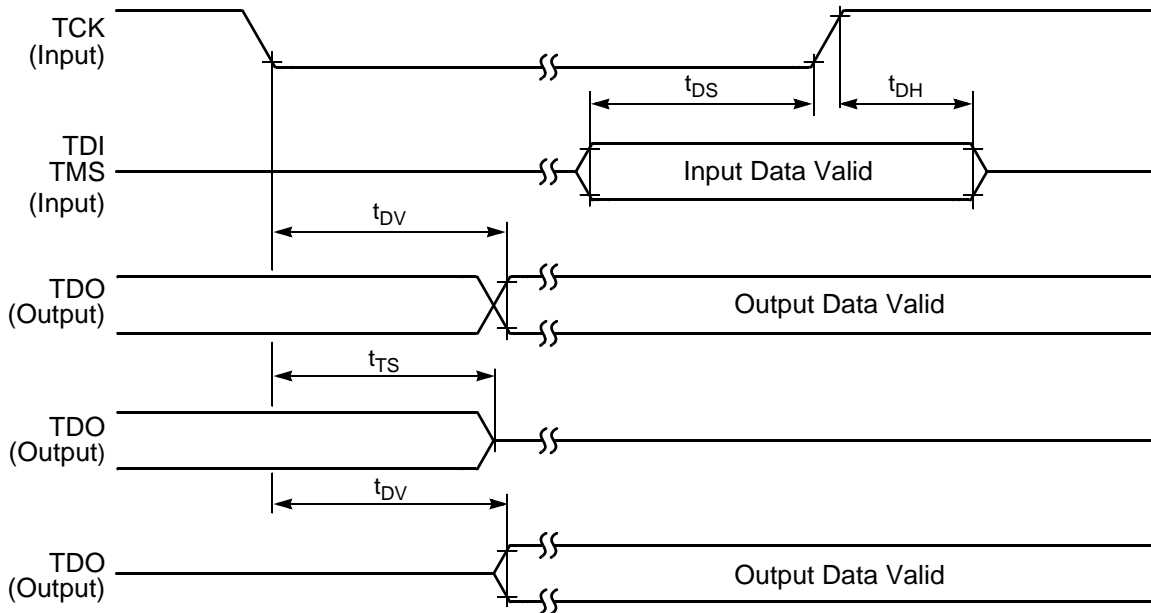 TCK
(Input)
tDS
tDH
TDI
TMS
(Input)
Input Data Valid
tDV
TDO
(Output)
Output Data Valid
tTS
TDO
(Output)
tDV
TDO
(Output)
Output Data Valid